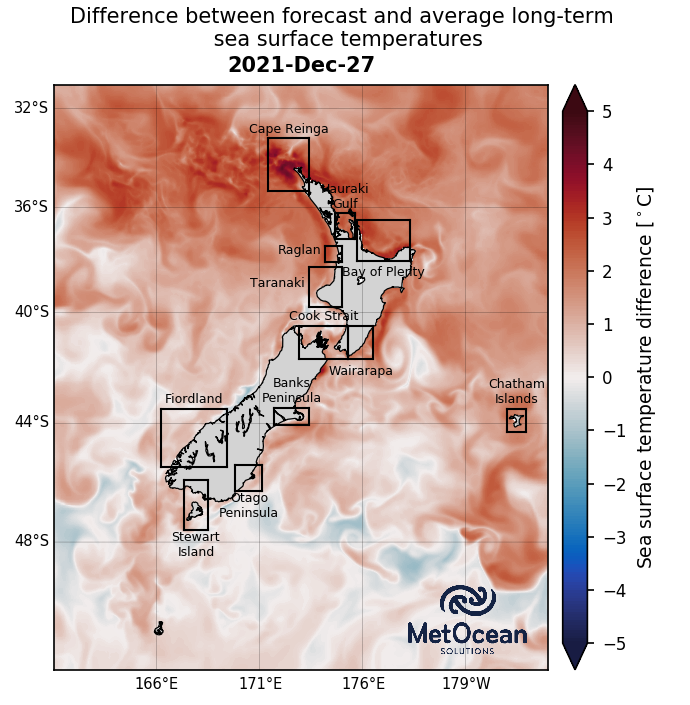 Difference between forecast and average long-term
sea surface temperatures
2021-Dec-27
32°S
36°S
40°S
44°S
48°S
Cape Reinga
Hauraki
Gulf
Raglan
Bay of Plenty
Taranaki
Cook Strait
Wairarapa
Banks
Peninsula
Chatham
Islands
Fiordland
Otago
Peninsula
Stewart
Island
MetOcean
SOLUTIONS
166°E
171°E
176°E
179°W
5
4
3
2
1
0
−1
−2
−3
−4
−5
Sea surface temperature difference [°C]